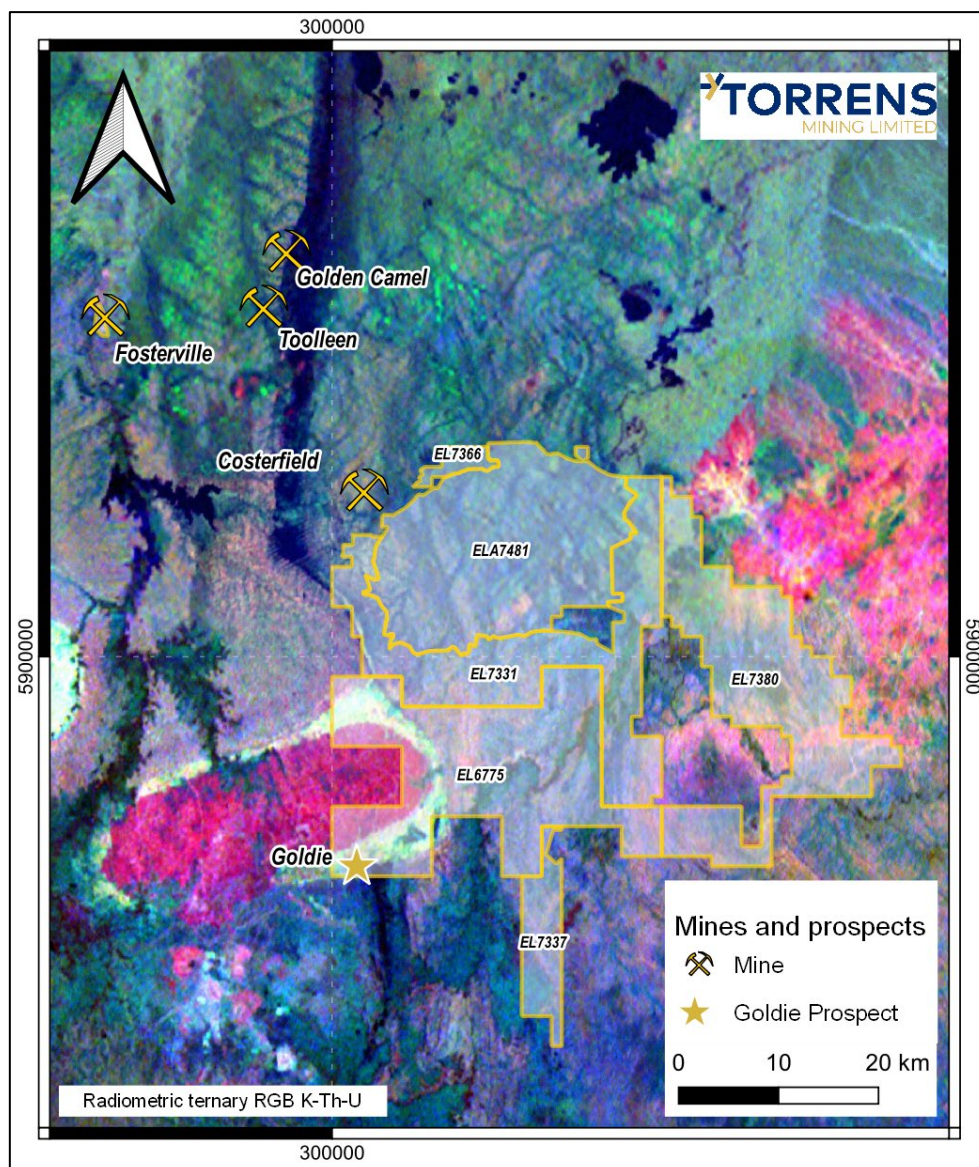 300000
TORRENS
MINING LIMITED
Golden Camel
Toolleen
Fosterville
Costerfield
EL7366
ELA7481
5900000
5900000
EL7331
EL7380
EL6775
Goldie
EL7337
Mines and prospects
Mine
Goldie Prospect
0 10 20 km
Radiometric ternary RGB K-Th-U
300000